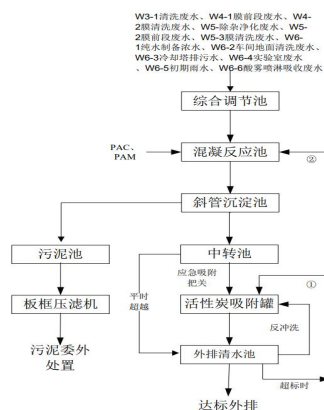 W3-1清洗废水、W4-1膜前段废水、W4-
2膜清洗废水、W5-除杂净化废水、W5-
2膜前段废水、W5-3膜清洗废水、W6-
1纯水制备浓水、W6-2车间地面清洗废水、
W6-3冷却塔排污水、W6-4实验室废水
、W6-5初期雨水、W6-6酸雾喷淋吸收废水
综合调节池
PAC、
PAM
混凝反应池
②
斜管沉淀池
污泥池
中转池
应急吸附
把关
①
平时
超越
板框压滤机
活性炭吸附罐
反冲洗
污泥委外
处置
外排清水池
超标时
达标外排